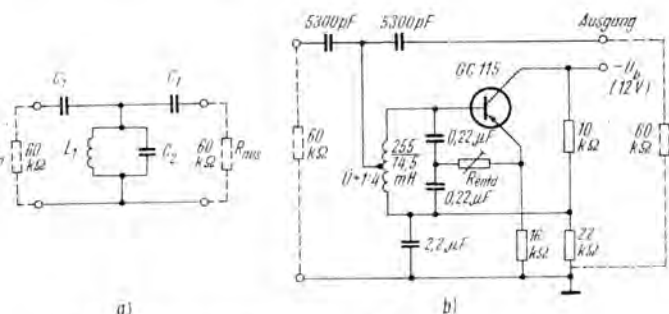 5300pF
5300pF
Ausgang
C₁
C₁
60
kΩ
L₁
C₂
60
kΩ
Raus
a)
GC 115
-Ub
(12V)
60
kΩ
0,22µF
10
kΩ
60
kΩ
255
14,5
mH
Ü=1:4
Rentd
0,22µF
2,2µF
16
kΩ
22
kΩ
b)